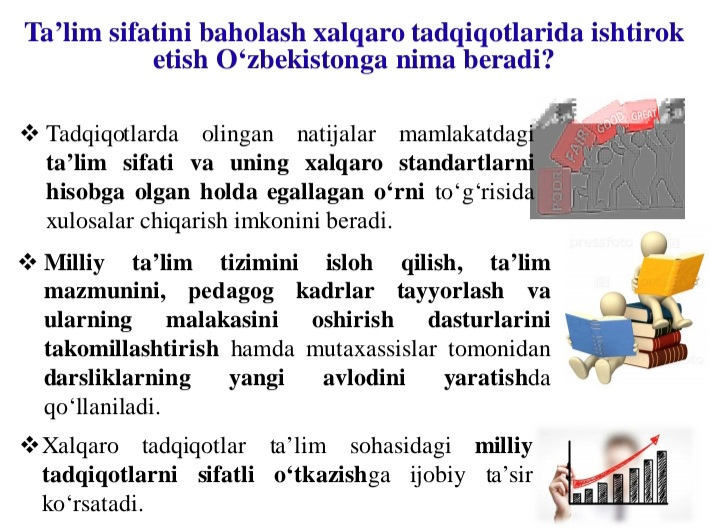 Ta’lim sifatini baholash xalqaro tadqiqotlarida ishtirok
etish O‘zbekistonga nima beradi?
❖ Tadqiqotlarda olingan natijalar mamlakatdagi
ta’lim sifati va uning xalqaro standartlarni
hisobga olgan holda egallagan o‘rni to‘g‘risida
xulosalar chiqarish imkonini beradi.
POOR
FAIR
GOOD
GREAT
❖ Milliy ta’lim tizimini isloh qilish, ta’lim
mazmunini, pedagog kadrlar tayyorlash va
ularning malakasini oshirish dasturlarini
takomillashtirish hamda mutaxassislar tomonidan
darsliklarning yangi avlodini yaratishda
qo‘llaniladi.
pressfoto
❖Xalqaro tadqiqotlar ta’lim sohasidagi milliy
tadqiqotlarni sifatli o‘tkazishga ijobiy ta’sir
ko‘rsatadi.